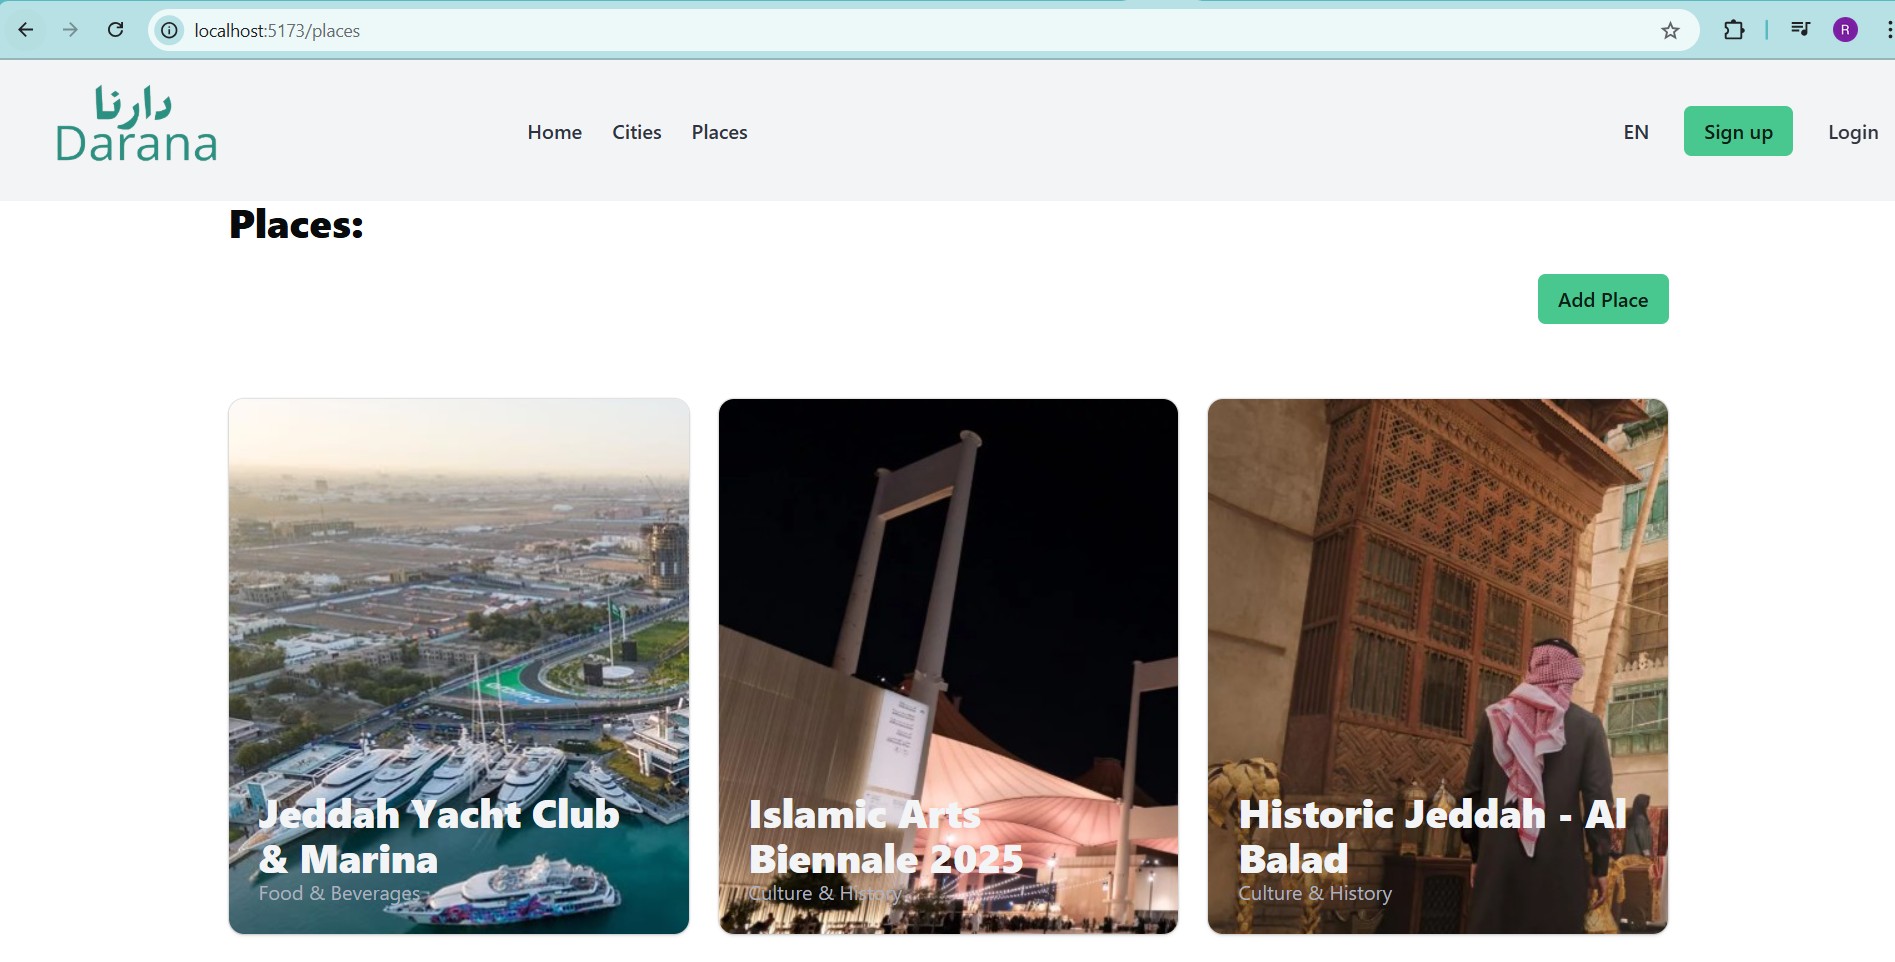 localhost:5173/places
R
دارنا
Darana
Home Cities Places
EN Sign up Login
Places:
Add Place
Jeddah Yacht Club
& Marina
Food & Beverages
Islamic Arts
Biennale 2025
Culture & History
Historic Jeddah - Al
Balad
Culture & History